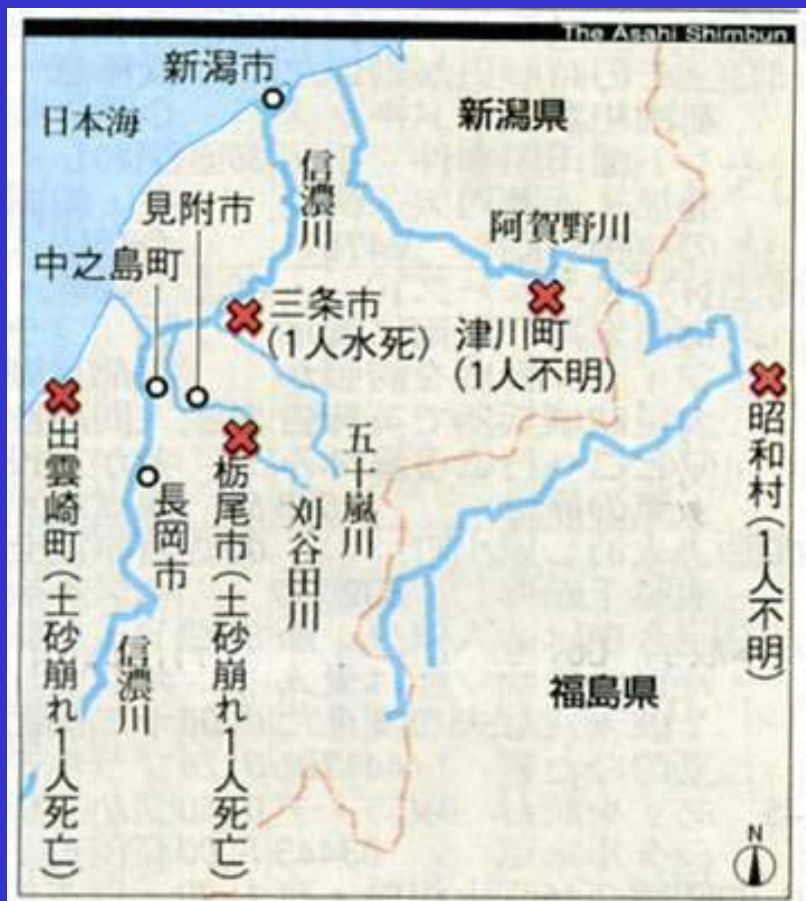 The Asahi Shimbun
新潟市
日本海
新潟県
信濃川
見附市
中之島町
阿賀野川
三条市
(1人水死)
津川町
(1人不明)
出雲崎町(土砂崩れ1人死亡)
長岡市
信濃川
栃尾市(土砂崩れ1人死亡)
刈谷田川
五十嵐川
昭和村(1人不明)
福島県
N